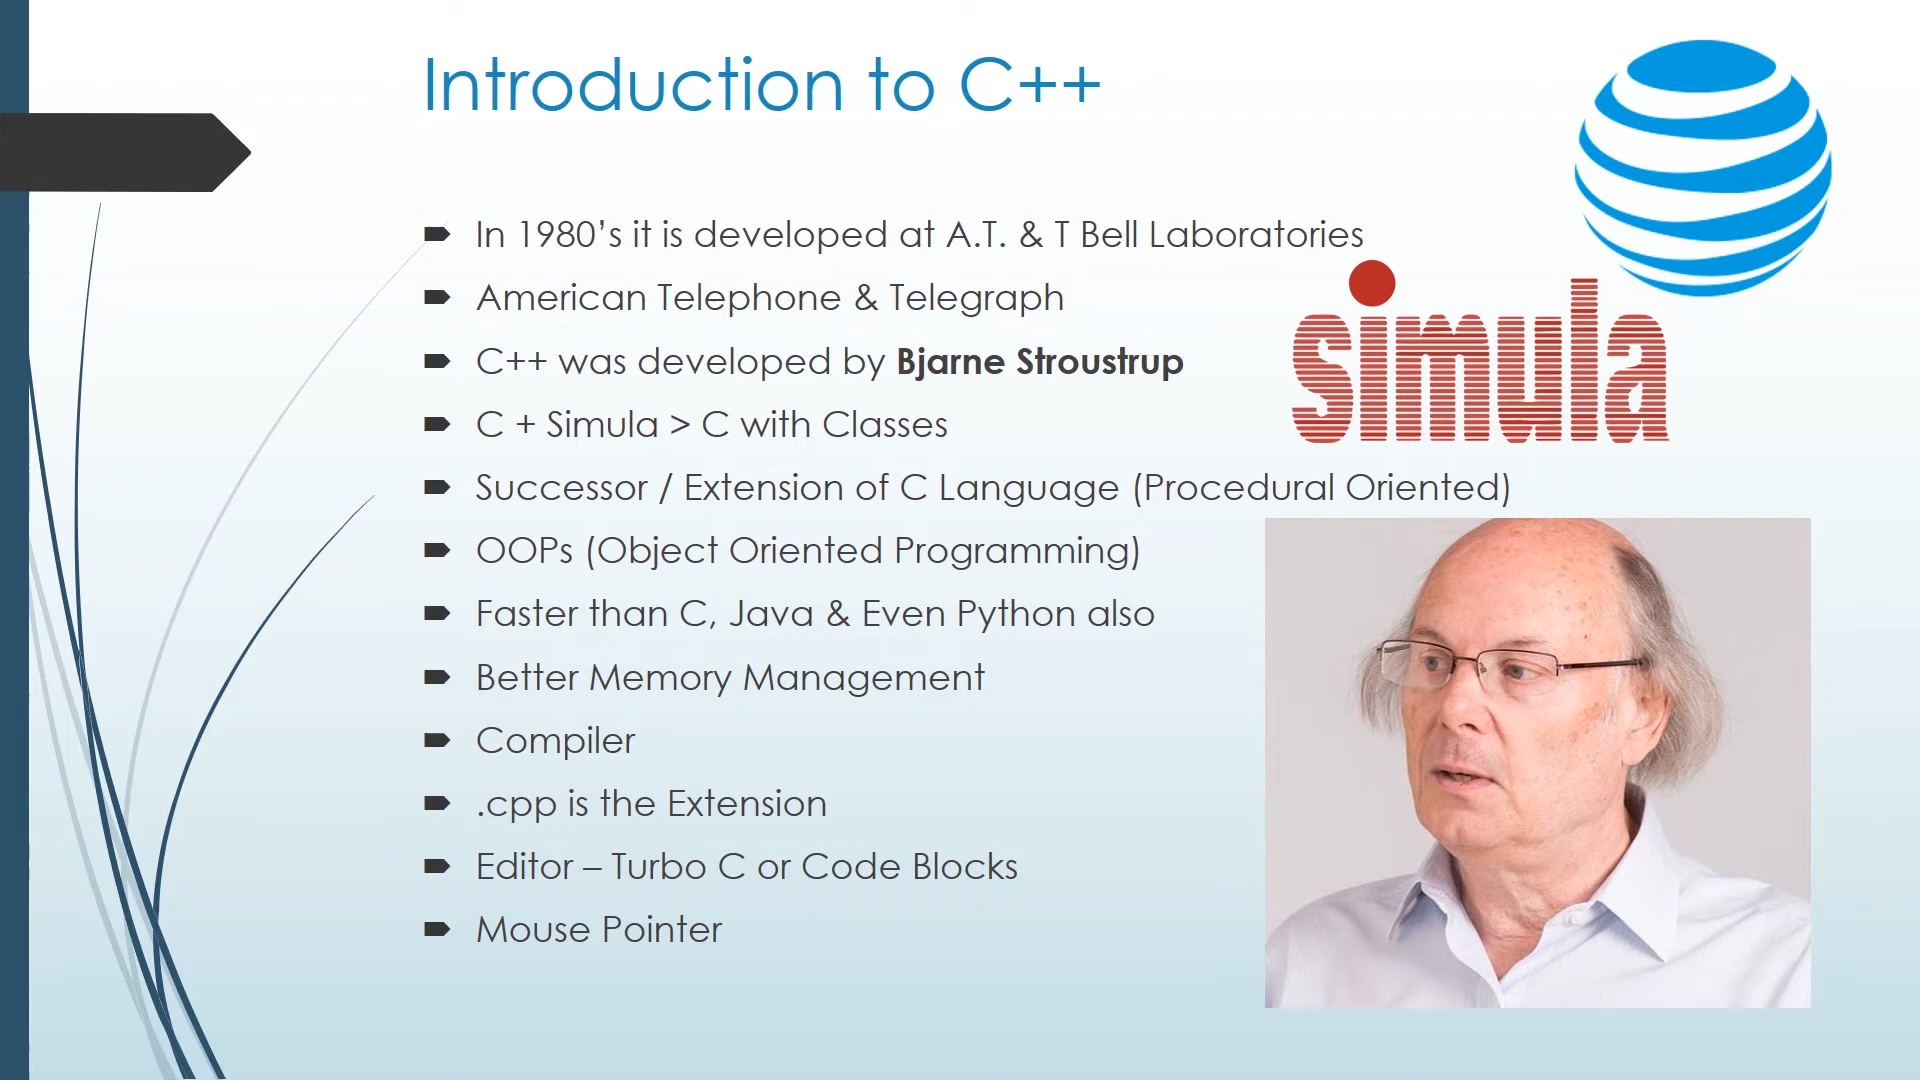 Introduction to C++
In 1980’s it is developed at A.T. & T Bell Laboratories
American Telephone & Telegraph
C++ was developed by Bjarne Stroustrup
C + Simula > C with Classes
simula
Successor / Extension of C Language (Procedural Oriented)
OOPs (Object Oriented Programming)
Faster than C, Java & Even Python also
Better Memory Management
Compiler
.cpp is the Extension
Editor – Turbo C or Code Blocks
Mouse Pointer